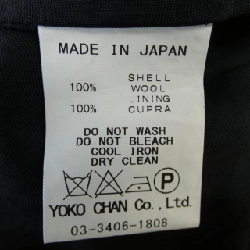 MADE IN JAPAN
SHELL
100% WOOL
LINING
100% CUPRA
DO NOT WASH
DO NOT BLEACH
COOL IRON
DRY CLEAN
P
YOKO CHAN Co., Ltd.
03-3406-1808